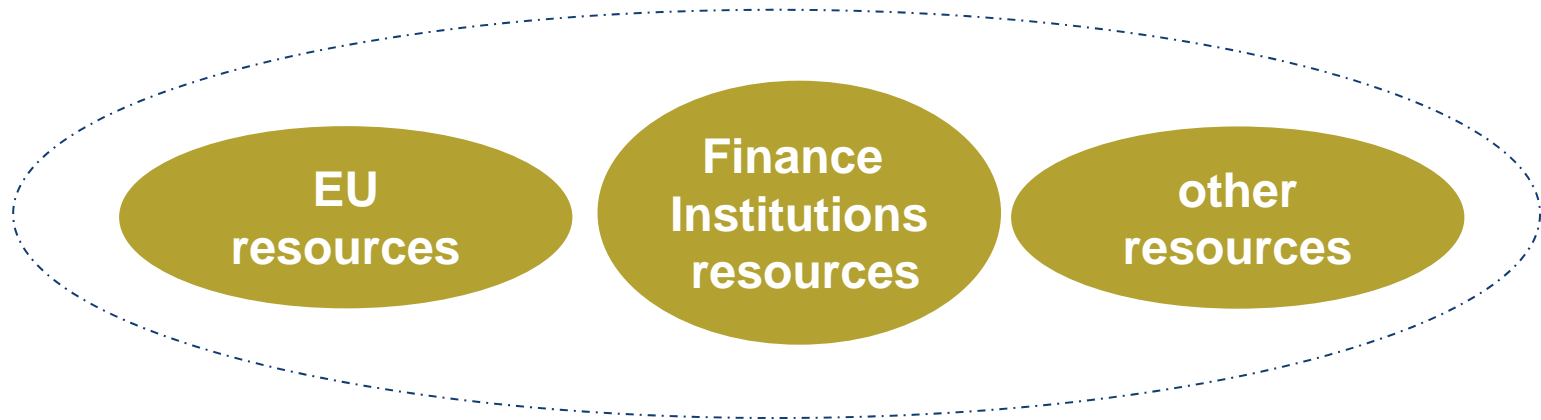 EU
resources
Finance
Institutions
resources
other
resources